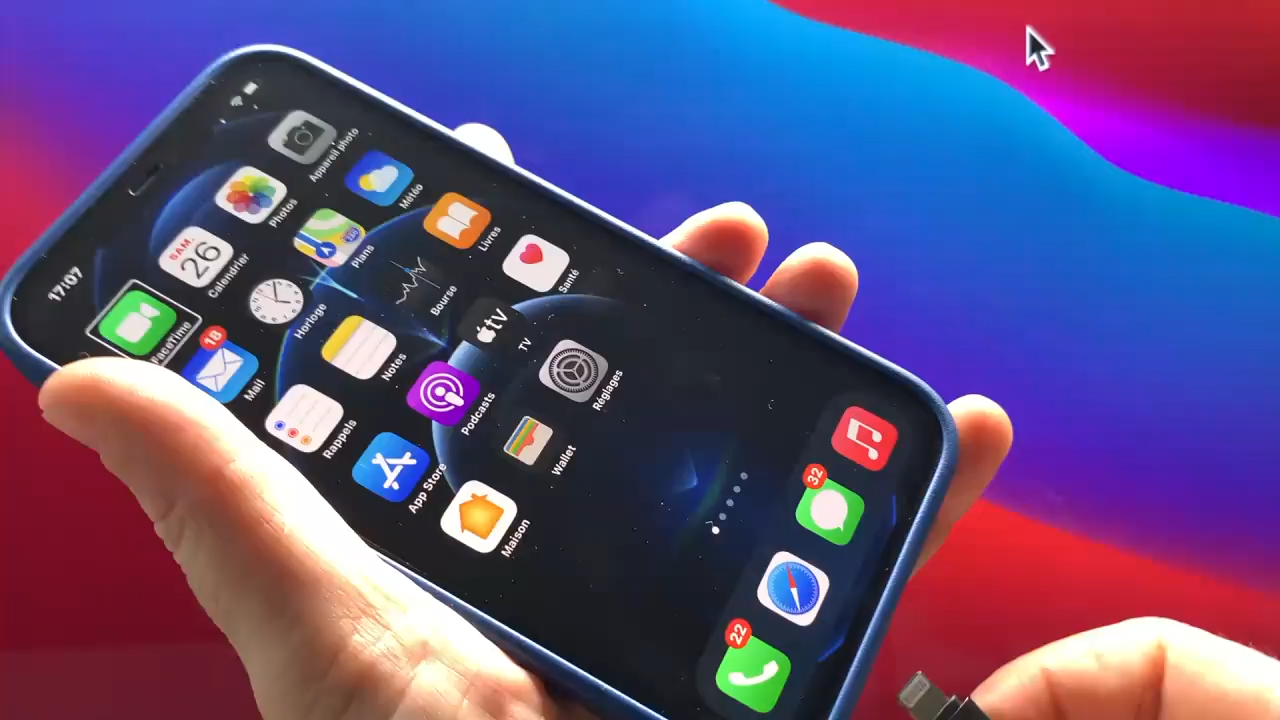 17:07
FaceTime
SAM.
26
Calendrier
Photos
Appareil photo
18
Mail
Horloge
Plans
Météo
Rappels
Notes
Bourse
Livres
App Store
Podcasts
tv
TV
Santé
Maison
Wallet
Réglages
22
32